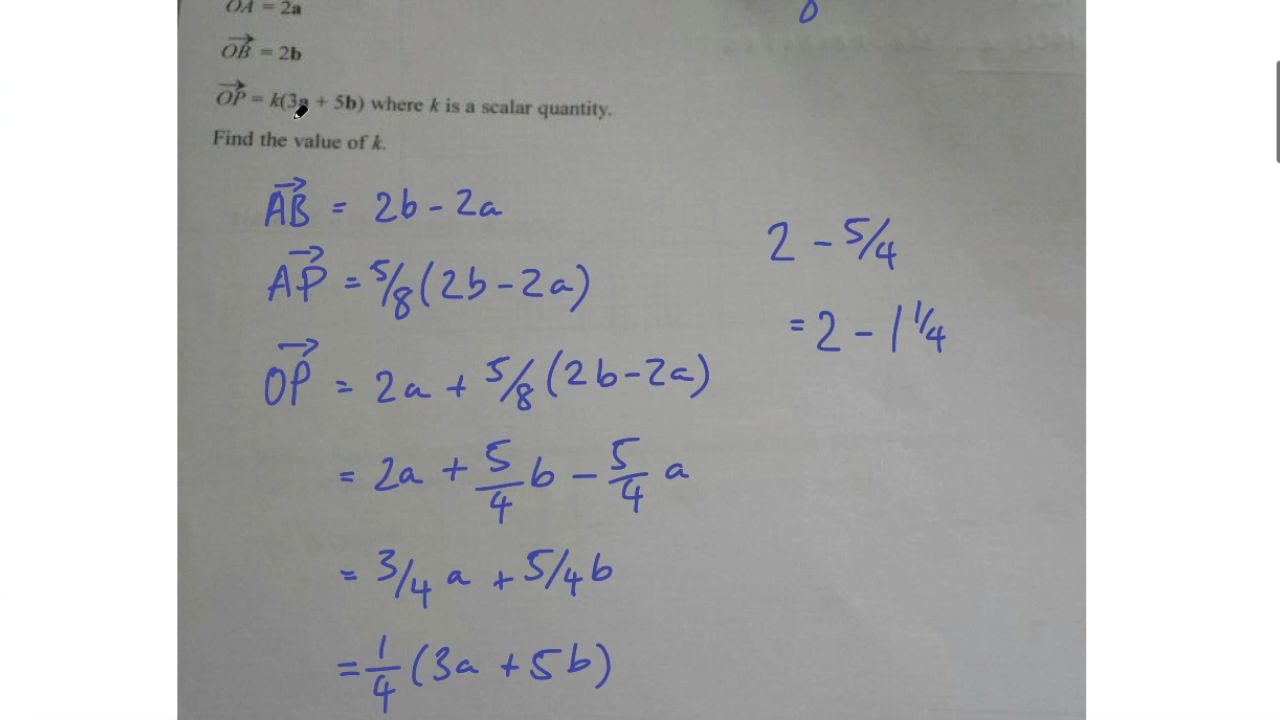 OA = 2a
OB = 2b
OP = k(3a + 5b) where k is a scalar quantity.
Find the value of k.
AB = 2b - 2a
AP = 5/8 (2b - 2a)
OP = 2a + 5/8 (2b - 2a)
= 2a + 5/4 b - 5/4 a
= 3/4 a + 5/4 b
= 1/4 (3a + 5b)
2 - 5/4
= 2 - 1 1/4